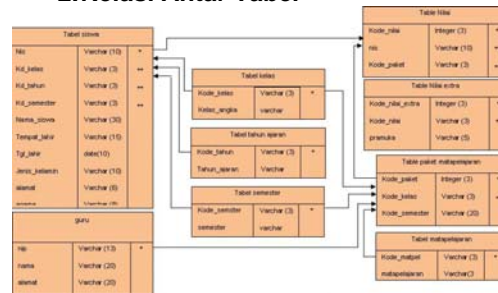 Tabel siswa
Nis Varchar (10) *
Kd_kelas Varchar (3) **
Kd_tahun Varchar (3) **
Kd_semester Varchar (3) **
Nama_siswa Varchar (30)
Tempat_lahir Varchar (15)
Tgl_lahir date(10)
Jenis_kelamin Varchar (10)
alamat Varchar (6)
guru
nip Varchar (13) *
nama Varchar (20)
alamat Varchar (20)
Tabel kelas
Kode_kelas Varchar (3) *
Kelas_angka varchar
Tabel tahun ajaran
Kode_tahun Varchar (3) *
Tahun_ajaran Varchar
Tabel semester
Kode_semster Varchar (3) *
semester varchar
Table Nilai
Kode_nilai Integer (3)
nis Varchar (10)
Kode_paket Varchar (3)
Table Nilai extra
Kode_nilai_extra Integer (3)
Kode_nilai Varchar (3)
pramuka Varchar (5)
Table paket matapelajaran
Kode_paket Integer (3)
Kode_kelas Varchar (3)
Kode_semester Varchar (20)
Tabel matapelajaran
Kode_matpel Varchar (3)
matapelajaran Varchar(3